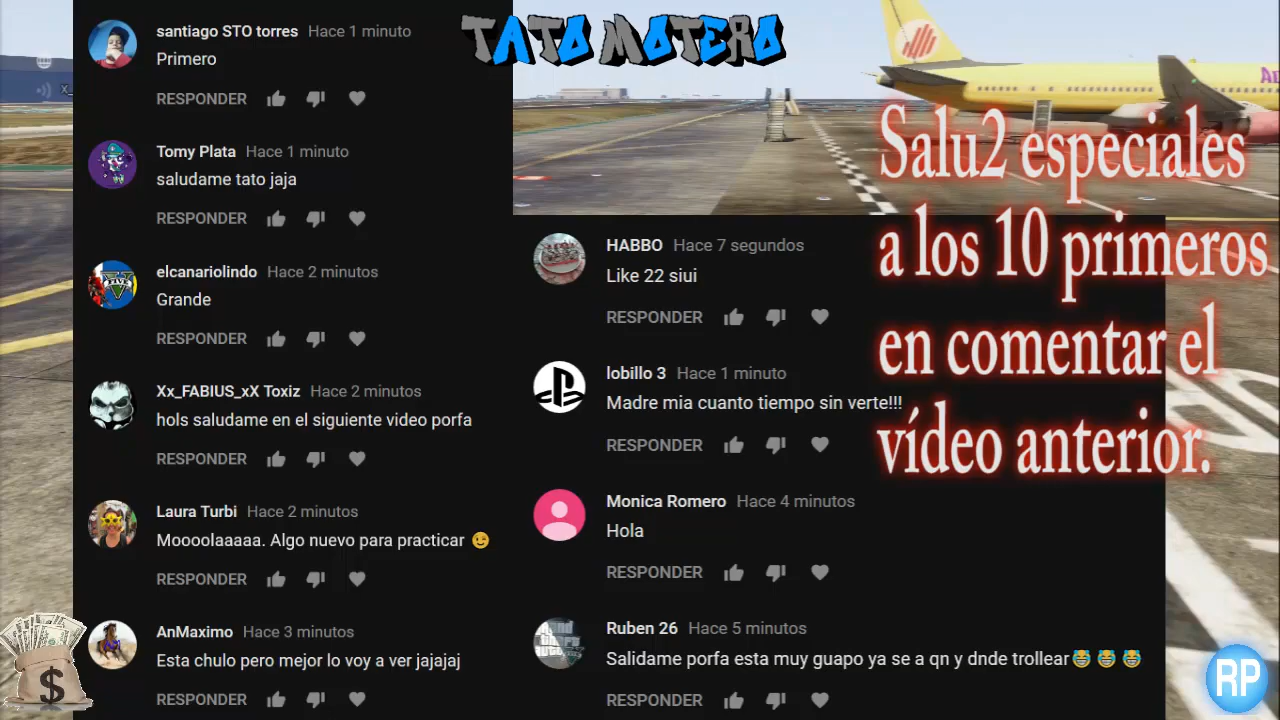 TATO MOTERO
santiago STO torres Hace 1 minuto
Primero
RESPONDER
Tomy Plata Hace 1 minuto
saludame tato jaja
RESPONDER
elcanariolindo Hace 2 minutos
Grande
RESPONDER
Xx_FABIUS_xX Toxiz Hace 2 minutos
hols saludame en el siguiente video porfa
RESPONDER
Laura Turbi Hace 2 minutos
Moooolaaaaa. Algo nuevo para practicar 😉
RESPONDER
AnMaximo Hace 3 minutos
Esta chulo pero mejor lo voy a ver jajajaj
RESPONDER
HABBO Hace 7 segundos
Like 22 siui
RESPONDER
lobillo 3 Hace 1 minuto
Madre mia cuanto tiempo sin verte!!!
RESPONDER
Monica Romero Hace 4 minutos
Hola
RESPONDER
Ruben 26 Hace 5 minutos
Salidame porfa esta muy guapo ya se a qn y dnde trollear😹😹😹
RESPONDER
Salu2 especiales
a los 10 primeros
en comentar el
vídeo anterior.
$
RP